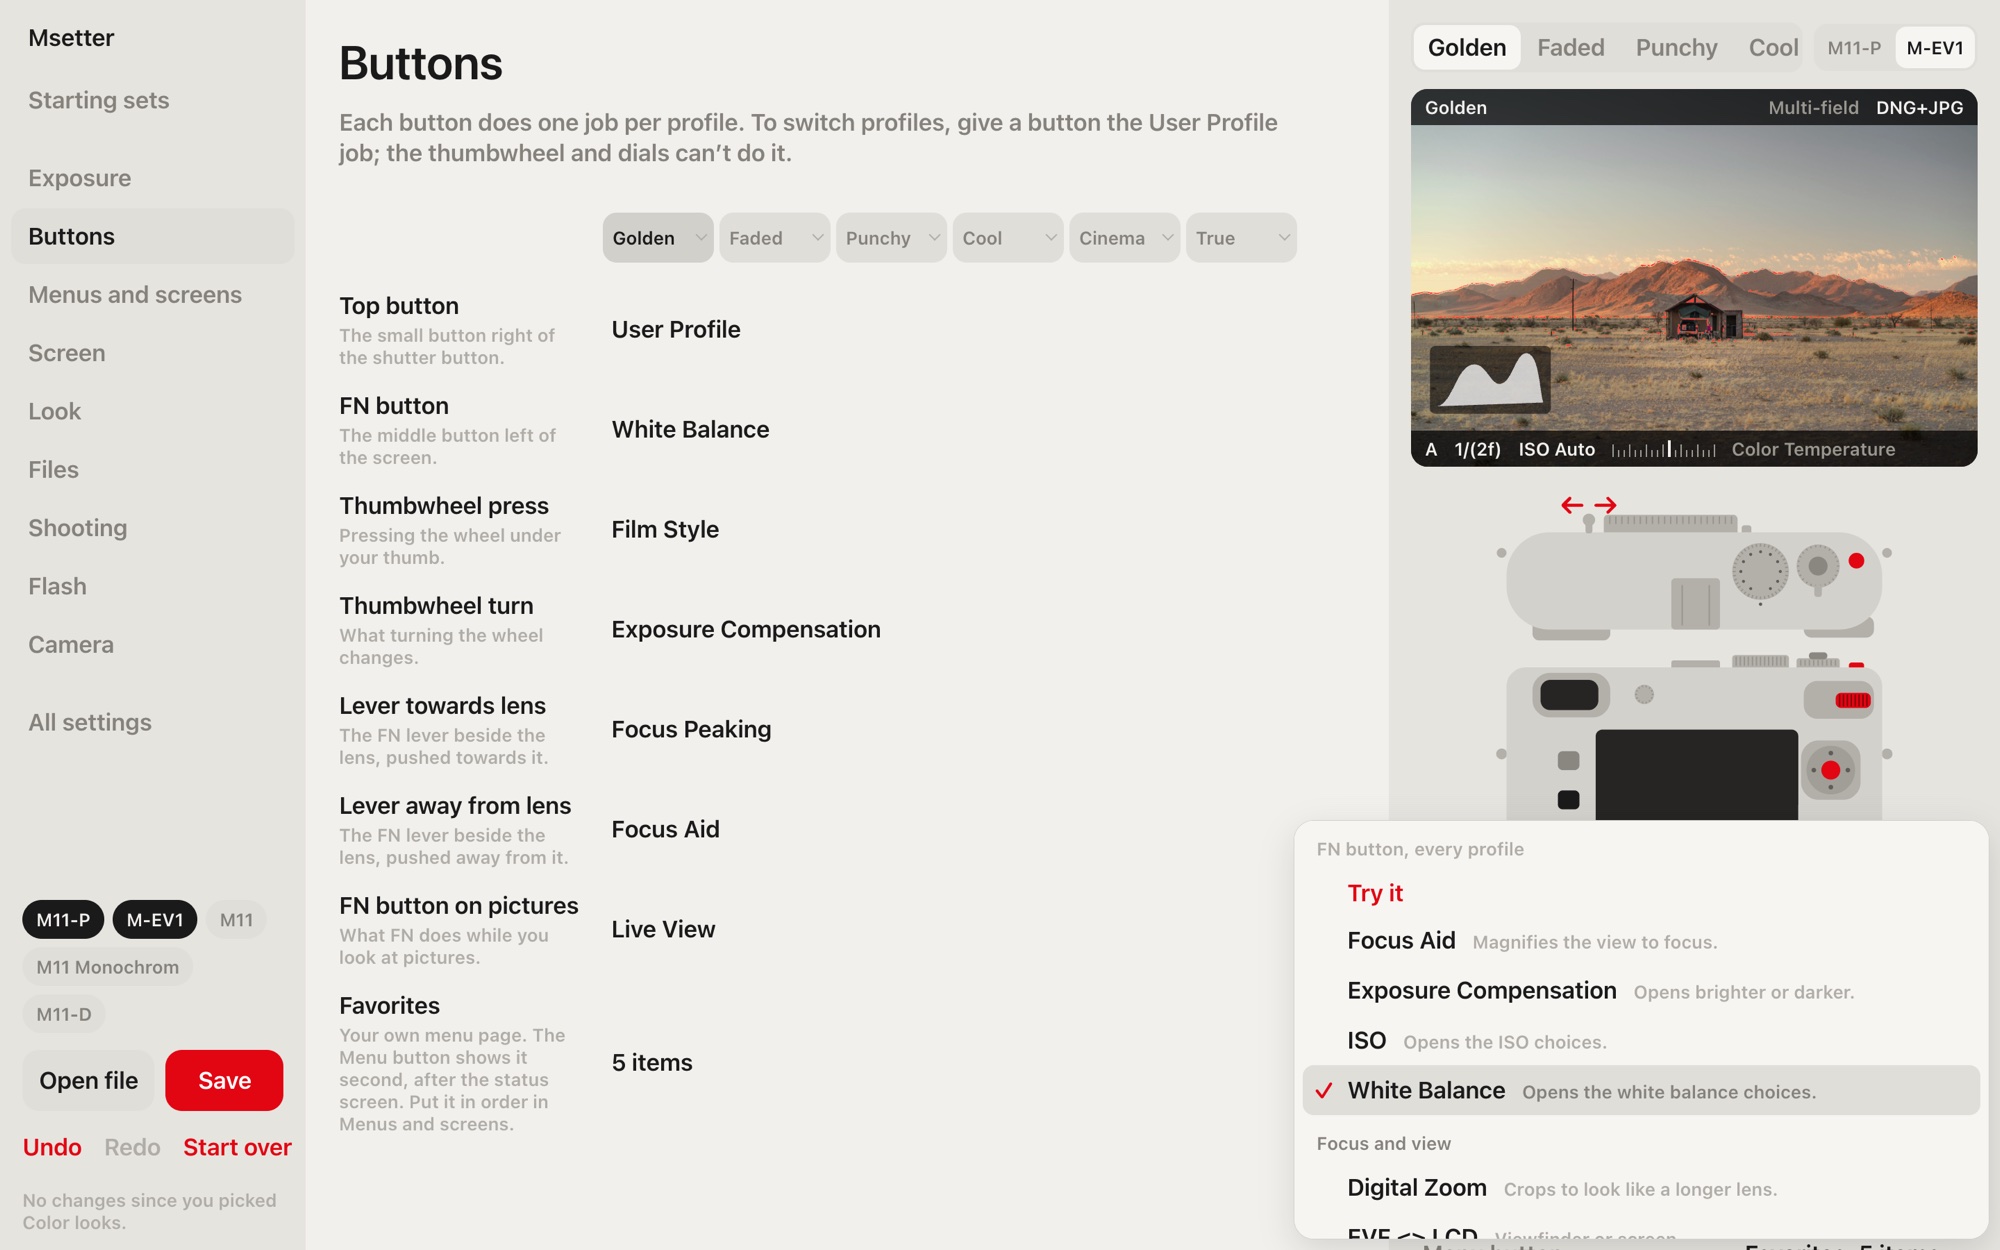 Msetter
Starting sets
Exposure
Buttons
Menus and screens
Screen
Look
Files
Shooting
Flash
Camera
All settings
M11-P M-EV1 M11
M11 Monochrom
M11-D
Open file Save
Undo Redo Start over
No changes since you picked
Color looks.
Buttons
Each button does one job per profile. To switch profiles, give a button the User Profile
job; the thumbwheel and dials can’t do it.
Golden Faded Punchy Cool Cinema True
Top button
The small button right of
the shutter button.
User Profile
FN button
The middle button left of
the screen.
White Balance
Thumbwheel press
Pressing the wheel under
your thumb.
Film Style
Thumbwheel turn
What turning the wheel
changes.
Exposure Compensation
Lever towards lens
The FN lever beside the
lens, pushed towards it.
Focus Peaking
Lever away from lens
The FN lever beside the
lens, pushed away from it.
Focus Aid
FN button on pictures
What FN does while you
look at pictures.
Live View
Favorites
Your own menu page. The
Menu button shows it
second, after the status
screen. Put it in order in
Menus and screens.
5 items
Golden Faded Punchy Cool M11-P M-EV1
Golden Multi-field DNG+JPG
A 1/(2f) ISO Auto Color Temperature
FN button, every profile
Try it
Focus Aid Magnifies the view to focus.
Exposure Compensation Opens brighter or darker.
ISO Opens the ISO choices.
White Balance Opens the white balance choices.
Focus and view
Digital Zoom Crops to look like a longer lens.
EVF <> LCD Viewfinder or screen